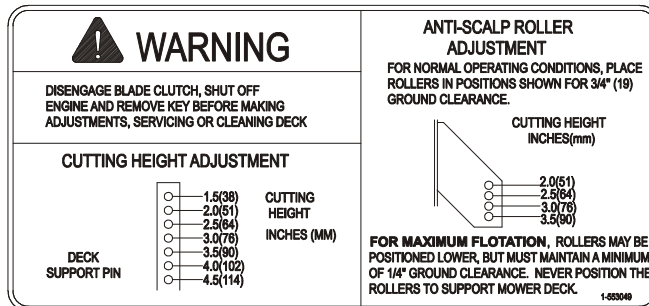 WARNING
DISENGAGE BLADE CLUTCH, SHUT OFF
ENGINE AND REMOVE KEY BEFORE MAKING
ADJUSTMENTS, SERVICING OR CLEANING DECK
CUTTING HEIGHT ADJUSTMENT
1.5(38)
2.0(51)
2.5(64)
3.0(76)
3.5(90)
4.0(102)
4.5(114)
CUTTING
HEIGHT
INCHES (MM)
DECK
SUPPORT PIN
ANTI-SCALP ROLLER
ADJUSTMENT
FOR NORMAL OPERATING CONDITIONS, PLACE
ROLLERS IN POSITIONS SHOWN FOR 3/4" (19)
GROUND CLEARANCE.
CUTTING HEIGHT
INCHES(mm)
2.0(51)
2.5(64)
3.0(76)
3.5(90)
FOR MAXIMUM FLOTATION, ROLLERS MAY BE
POSITIONED LOWER, BUT MUST MAINTAIN A MINIMUM
OF 1/4" GROUND CLEARANCE. NEVER POSITION THE
ROLLERS TO SUPPORT MOWER DECK.
1-553049